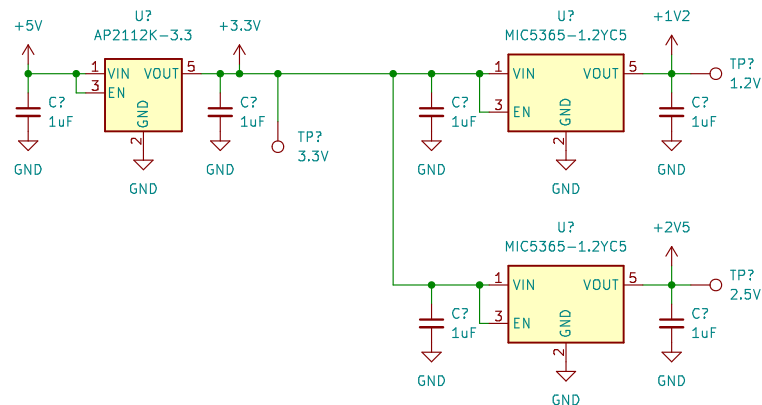 U?
AP2112K-3.3
+5V
+3.3V
1 VIN VOUT 5
3 EN
GND
2
C?
1uF
GND
GND
C?
1uF
GND
TP?
3.3V
U?
MIC5365-1.2YC5
+1V2
1 VIN VOUT 5
3 EN
GND
2
C?
1uF
GND
GND
C?
1uF
GND
TP?
1.2V
U?
MIC5365-1.2YC5
+2V5
1 VIN VOUT 5
3 EN
GND
2
C?
1uF
GND
GND
C?
1uF
GND
TP?
2.5V